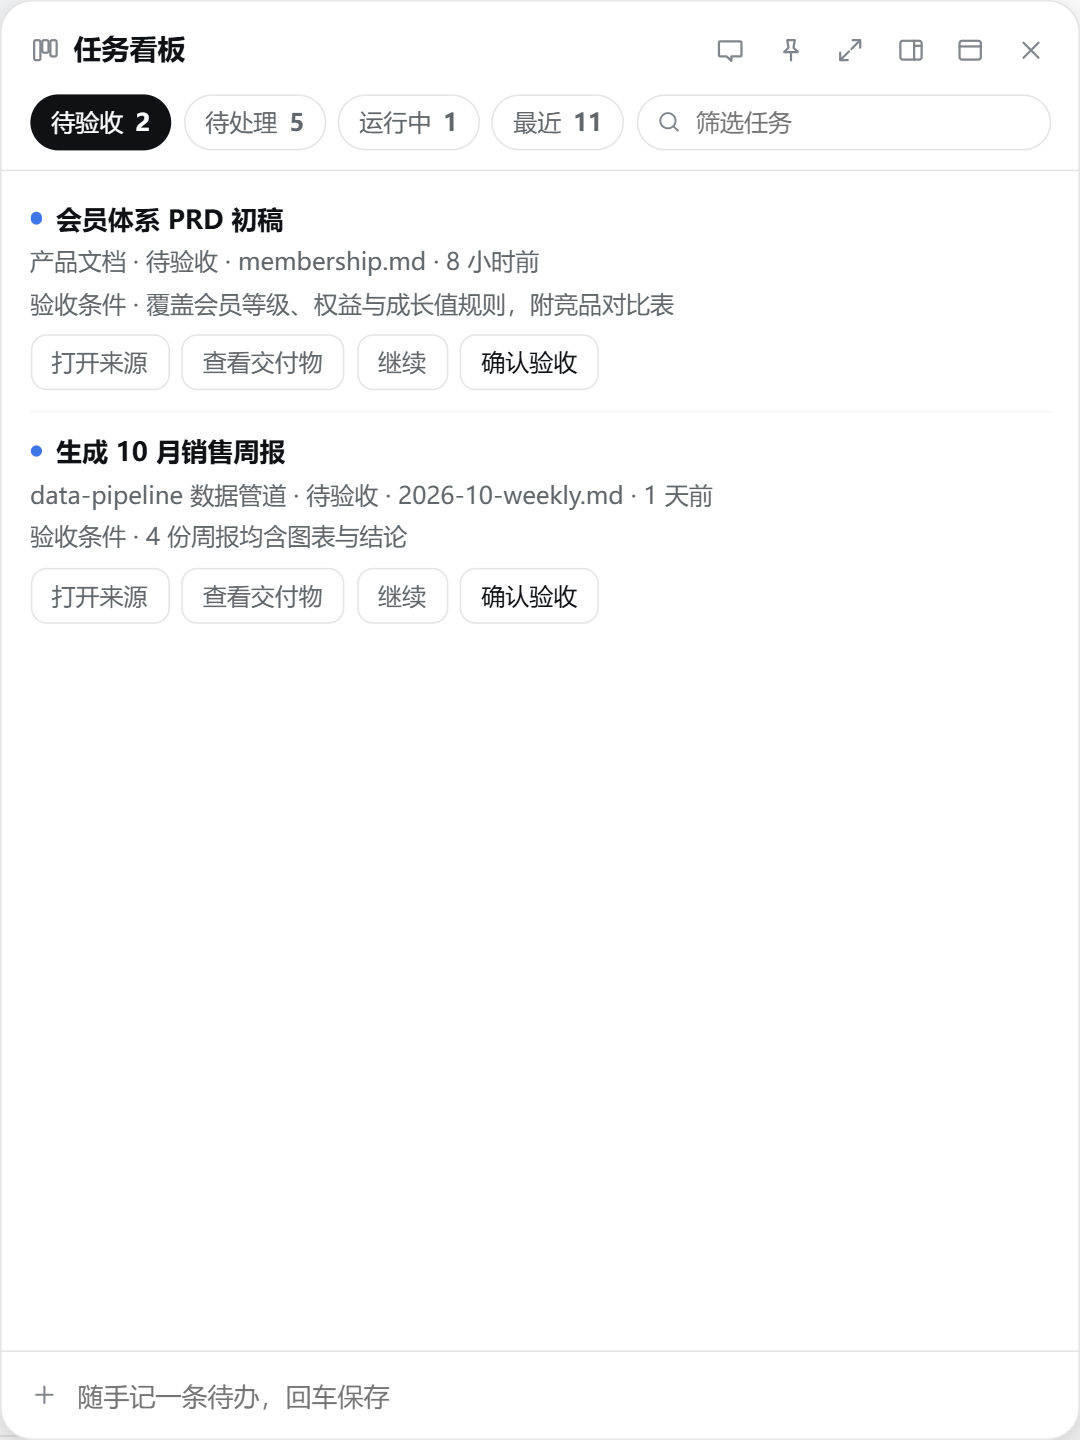 任务看板
待验收 2 待处理 5 运行中 1 最近 11 筛选任务
会员体系 PRD 初稿
产品文档 · 待验收 · membership.md · 8 小时前
验收条件 · 覆盖会员等级、权益与成长值规则，附竞品对比表
打开来源 查看交付物 继续 确认验收
生成 10 月销售周报
data-pipeline 数据管道 · 待验收 · 2026-10-weekly.md · 1 天前
验收条件 · 4 份周报均含图表与结论
打开来源 查看交付物 继续 确认验收
随手记一条待办，回车保存